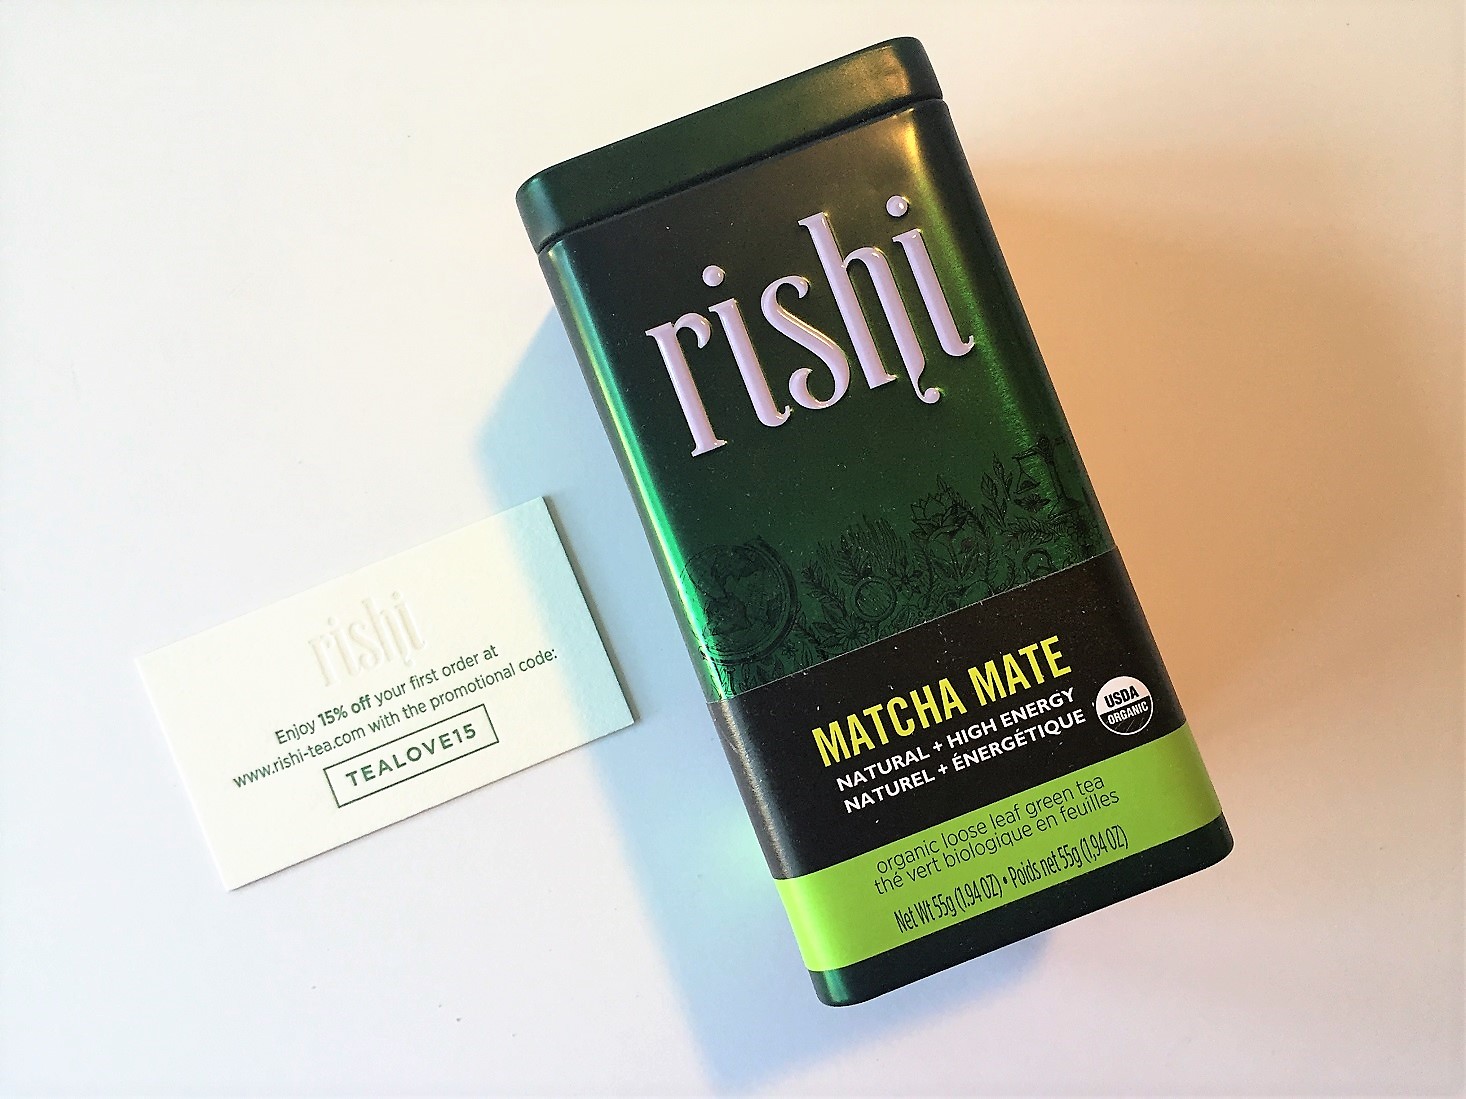 rishi
Enjoy 15% off your first order at
www.rishi-tea.com with the promotional code:
TEALOVE15
rishi
MATCHA MATE
NATURAL + HIGH ENERGY
NATUREL + ÉNERGÉTIQUE
USDA
ORGANIC
organic loose leaf green tea
thé vert biologique en feuilles
Net Wt 55g (1.94 OZ) • Poids net 55g (1,94 OZ)